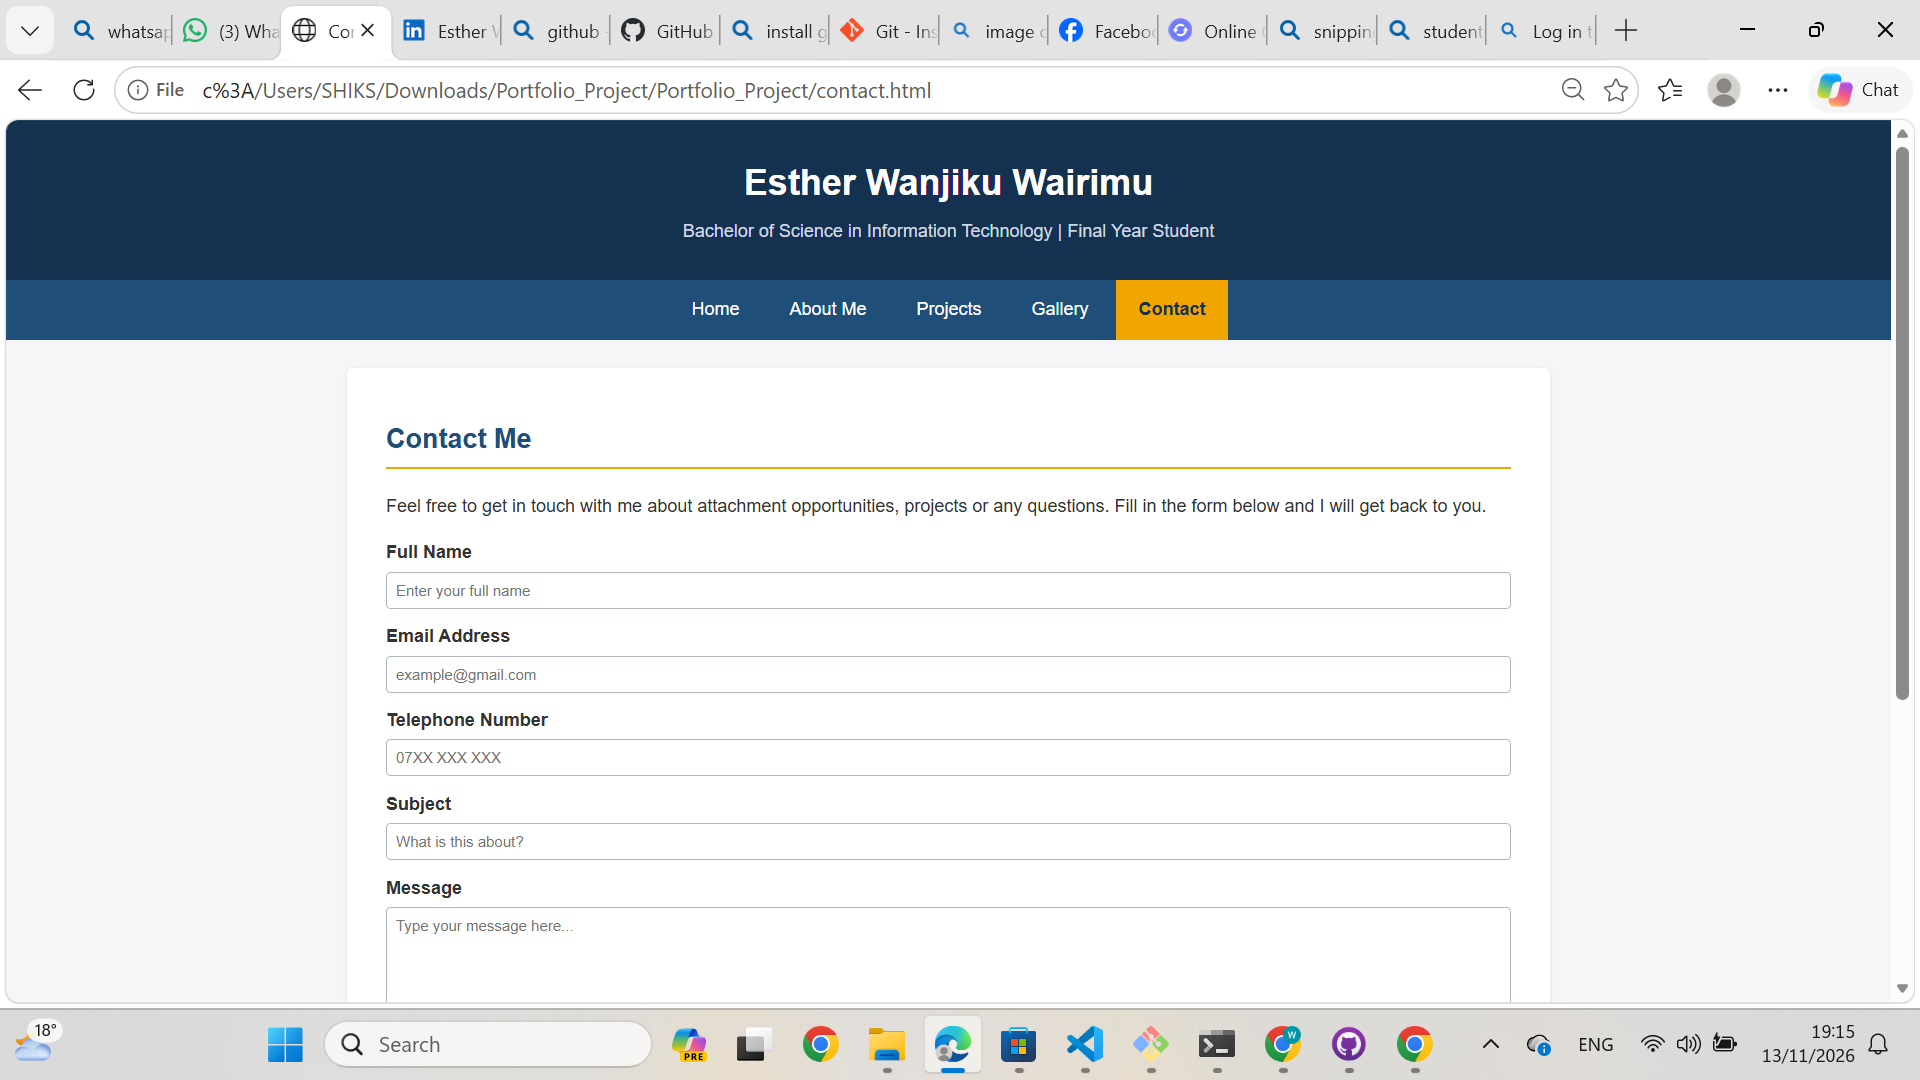 whatsap
(3) Wha
Co
Esther W
github
GitHub
install g
Git - Ins
image c
Facebo
Online
snippin
student
Log in t
File
c%3A/Users/SHIKS/Downloads/Portfolio_Project/Portfolio_Project/contact.html
Chat
Esther Wanjiku Wairimu
Bachelor of Science in Information Technology | Final Year Student
Home
About Me
Projects
Gallery
Contact
Contact Me
Feel free to get in touch with me about attachment opportunities, projects or any questions. Fill in the form below and I will get back to you.
Full Name
Enter your full name
Email Address
example@gmail.com
Telephone Number
07XX XXX XXX
Subject
What is this about?
Message
Type your message here...
18°
Search
PRE
W
ENG
19:15
13/11/2026